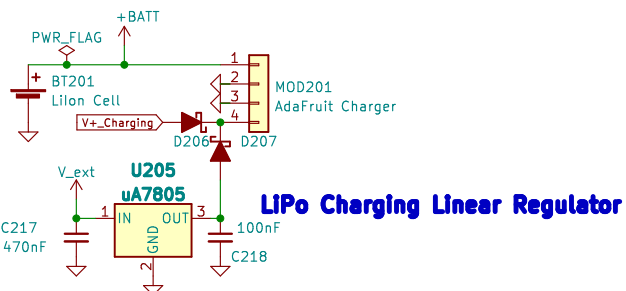 +BATT
PWR_FLAG
1
+
BT201
2
MOD201
LiIon Cell
3
AdaFruit Charger
V+_Charging
4
D206
D207
V_ext
U205
uA7805
LiPo Charging Linear Regulator
C217
1
IN
OUT
3
100nF
470nF
GND
C218
2